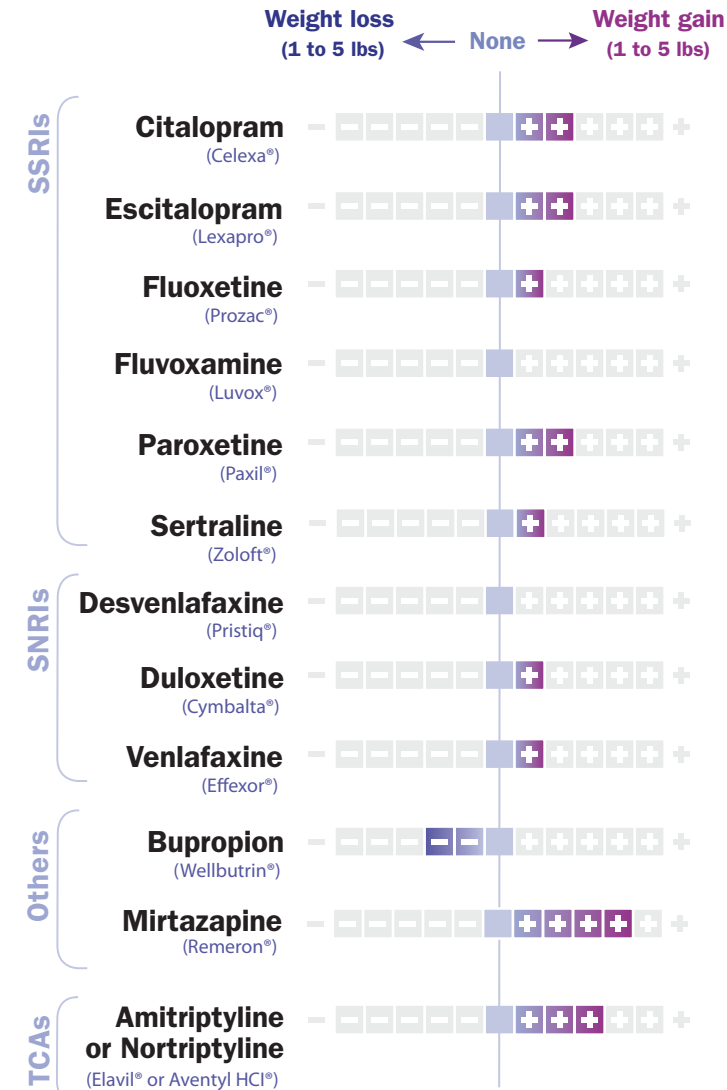 Weight loss
(1 to 5 lbs)
None
Weight gain
(1 to 5 lbs)
SSRIs
Citalopram
(Celexa®)
Escitalopram
(Lexapro®)
Fluoxetine
(Prozac®)
Fluvoxamine
(Luvox®)
Paroxetine
(Paxil®)
Sertraline
(Zoloft®)
SNRIs
Desvenlafaxine
(Pristiq®)
Duloxetine
(Cymbalta®)
Venlafaxine
(Effexor®)
Others
Bupropion
(Wellbutrin®)
Mirtazapine
(Remeron®)
TCAs
Amitriptyline
or Nortriptyline
(Elavil® or Aventyl HCI®)